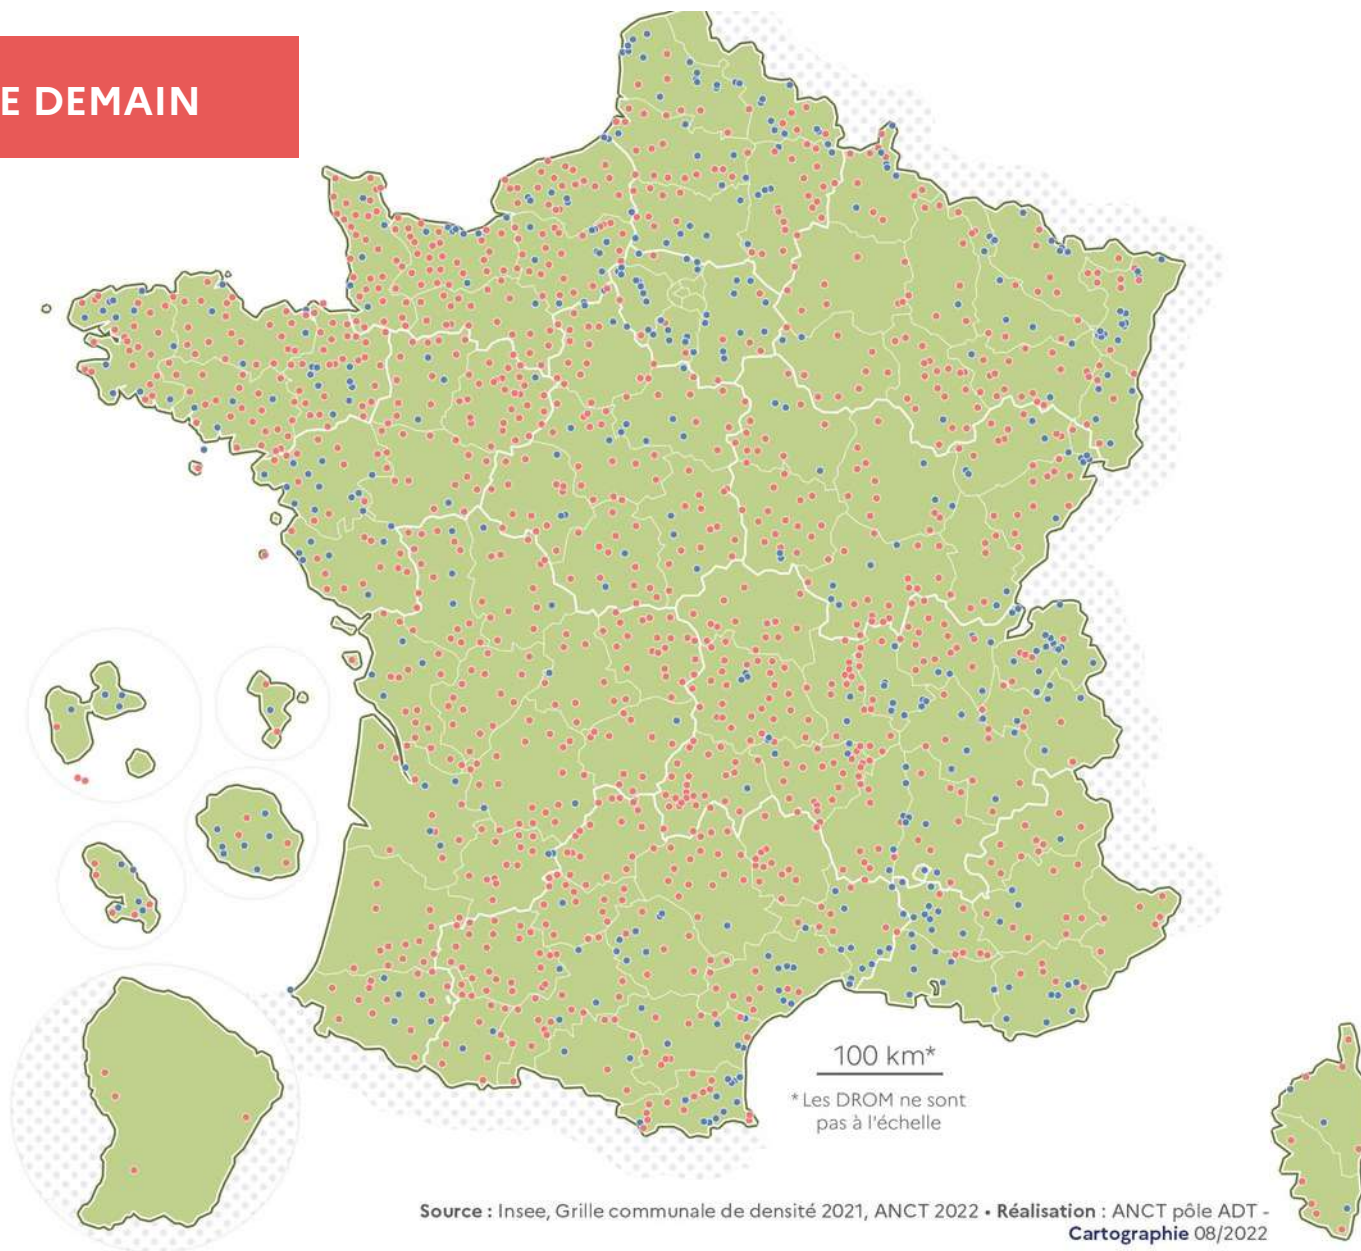 E DEMAIN
100 km*
* Les DROM ne sont
pas à l'échelle
Source : Insee, Grille communale de densité 2021, ANCT 2022 • Réalisation : ANCT pôle ADT -
Cartographie 08/2022